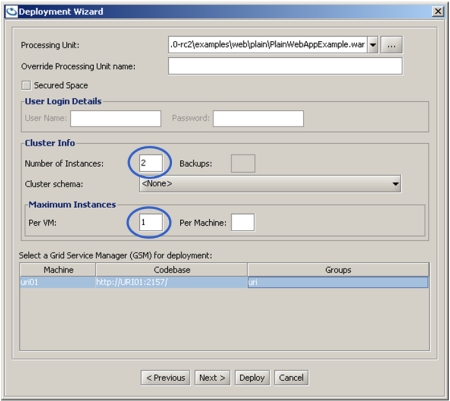 Deployment Wizard
Processing Unit: .0-rc2\examples\web\plain\PlainWebAppExample.war ...
Override Processing Unit name:
Secured Space
User Login Details
User Name: Password:
Cluster Info
Number of Instances: 2 Backups:
Cluster schema: <None>
Maximum Instances
Per VM: 1 Per Machine:
Select a Grid Service Manager (GSM) for deployment:
Machine Codebase Groups
uri01 http://URI01:2157/ uri
< Previous Next > Deploy Cancel